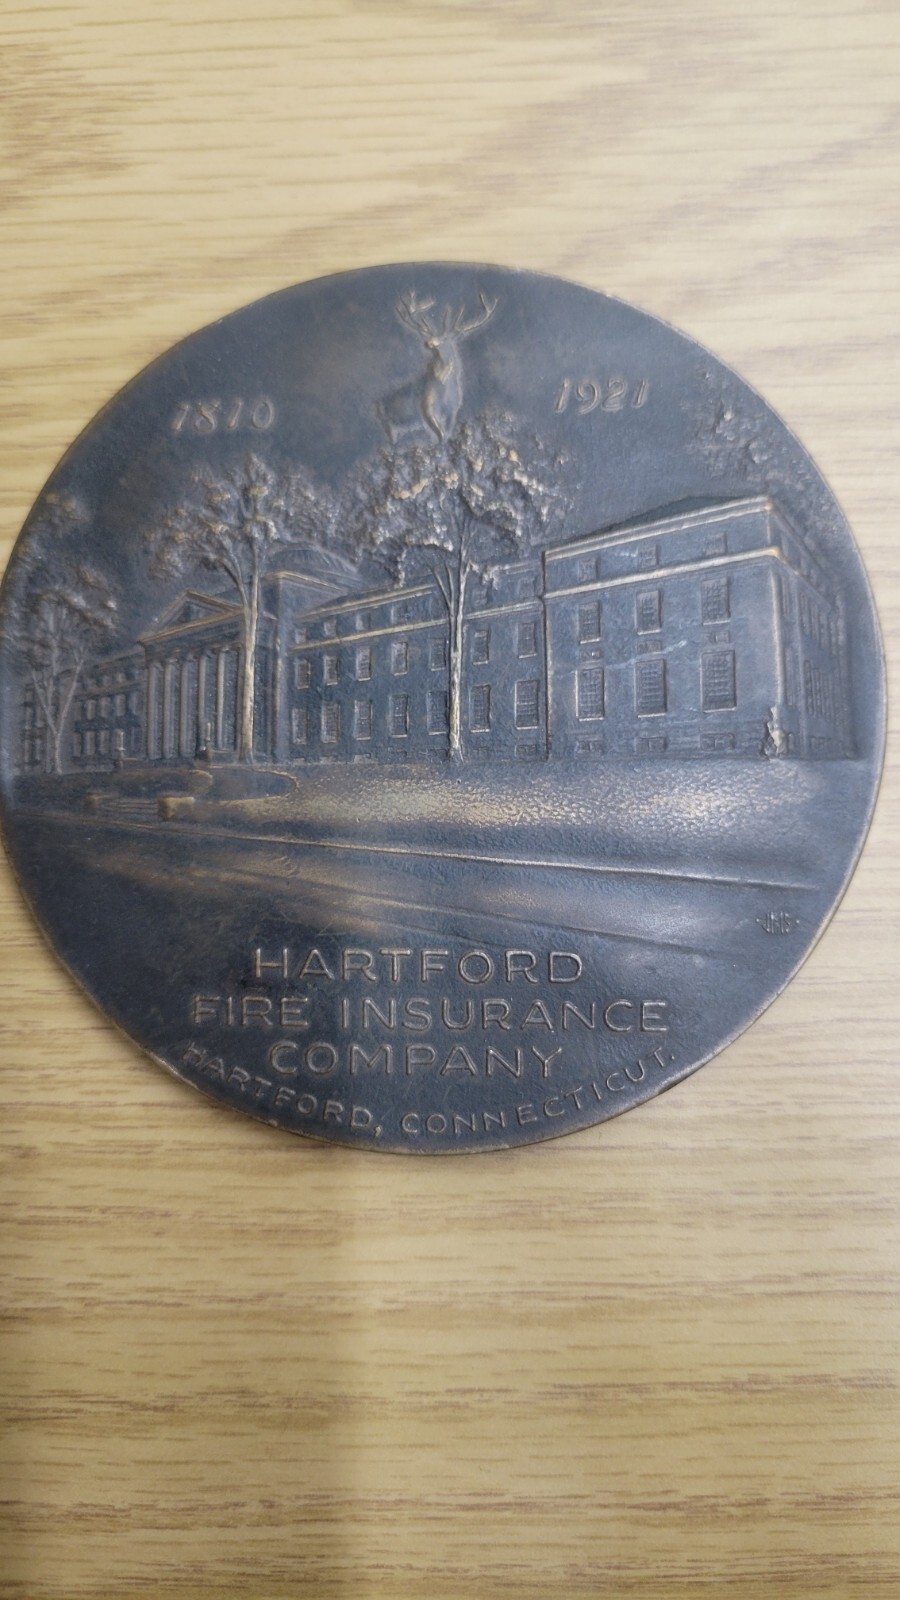 1810 1921
HARTFORD
FIRE INSURANCE
COMPANY
HARTFORD, CONNECTICUT.